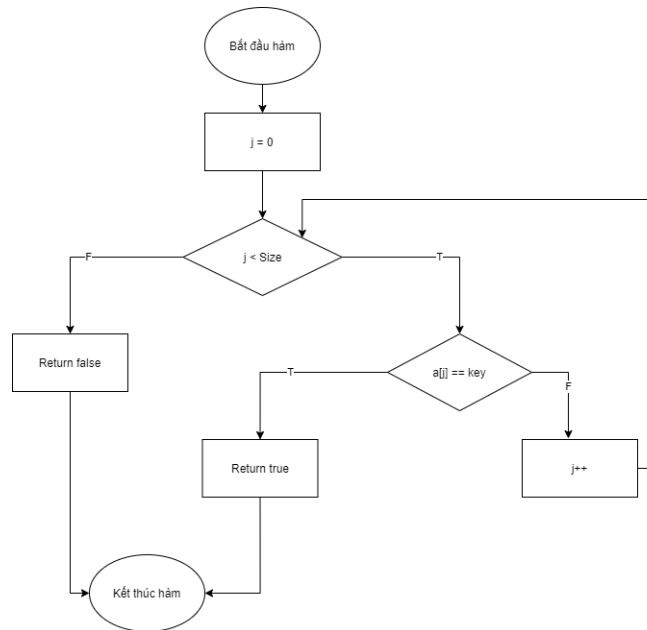 Bắt đầu hàm
j = 0
j < Size
F
T
Return false
a[j] == key
T
F
Return true
j++
Kết thúc hàm